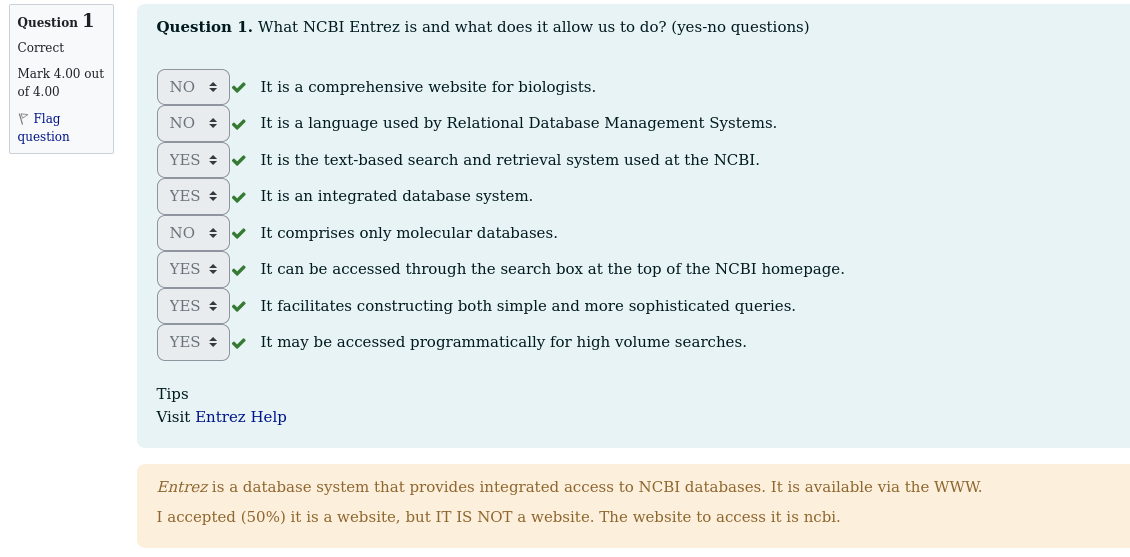 Question 1
Correct
Mark 4.00 out
of 4.00
Flag
question
Question 1. What NCBI Entrez is and what does it allow us to do? (yes-no questions)
NO It is a comprehensive website for biologists.
NO It is a language used by Relational Database Management Systems.
YES It is the text-based search and retrieval system used at the NCBI.
YES It is an integrated database system.
NO It comprises only molecular databases.
YES It can be accessed through the search box at the top of the NCBI homepage.
YES It facilitates constructing both simple and more sophisticated queries.
YES It may be accessed programmatically for high volume searches.
Tips
Visit Entrez Help
Entrez is a database system that provides integrated access to NCBI databases. It is available via the WWW.
I accepted (50%) it is a website, but IT IS NOT a website. The website to access it is ncbi.